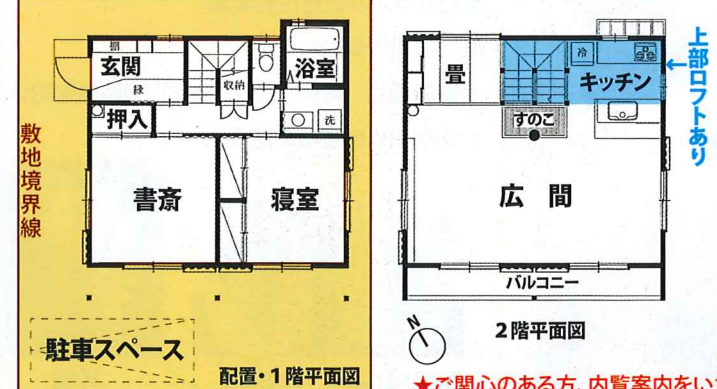 棚
玄関
縁
押入
収納
浴室
洗
敷地境界線
書斎
寝室
駐車スペース
配置・1階平面図
畳
冷
キッチン
上部ロフトあり
すのこ
広間
バルコニー
N
2階平面図
★ご関心のある方、内覧案内をい